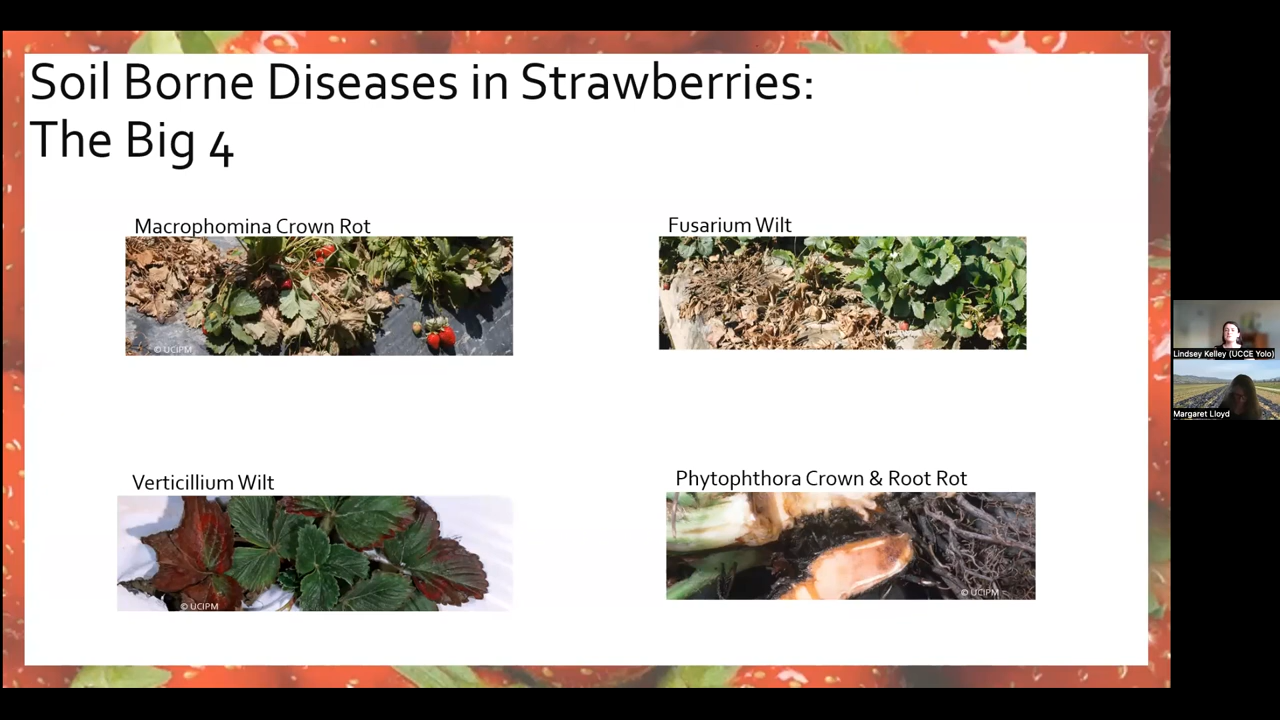 Soil Borne Diseases in Strawberries:
The Big 4
Macrophomina Crown Rot
Fusarium Wilt
© UCIPM
Lindsey Kelley (UCCE Yolo)
Margaret Lloyd
Verticillium Wilt
Phytophthora Crown & Root Rot
© UCIPM
© UCIPM